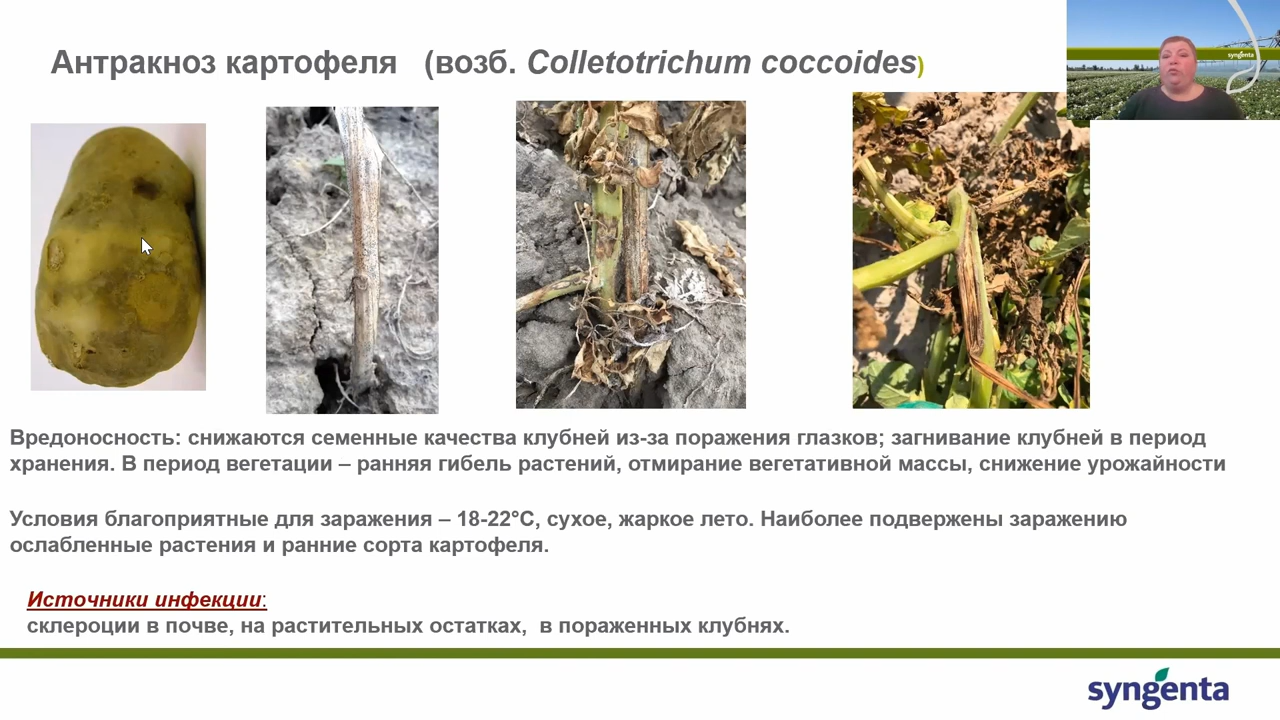 Антракноз картофеля (возб. Colletotrichum coccoides)
syngenta
Вредоносность: снижаются семенные качества клубней из-за поражения глазков; загнивание клубней в период
хранения. В период вегетации – ранняя гибель растений, отмирание вегетативной массы, снижение урожайности
Условия благоприятные для заражения – 18-22°С, сухое, жаркое лето. Наиболее подвержены заражению
ослабленные растения и ранние сорта картофеля.
Источники инфекции:
склероции в почве, на растительных остатках, в пораженных клубнях.
syngenta